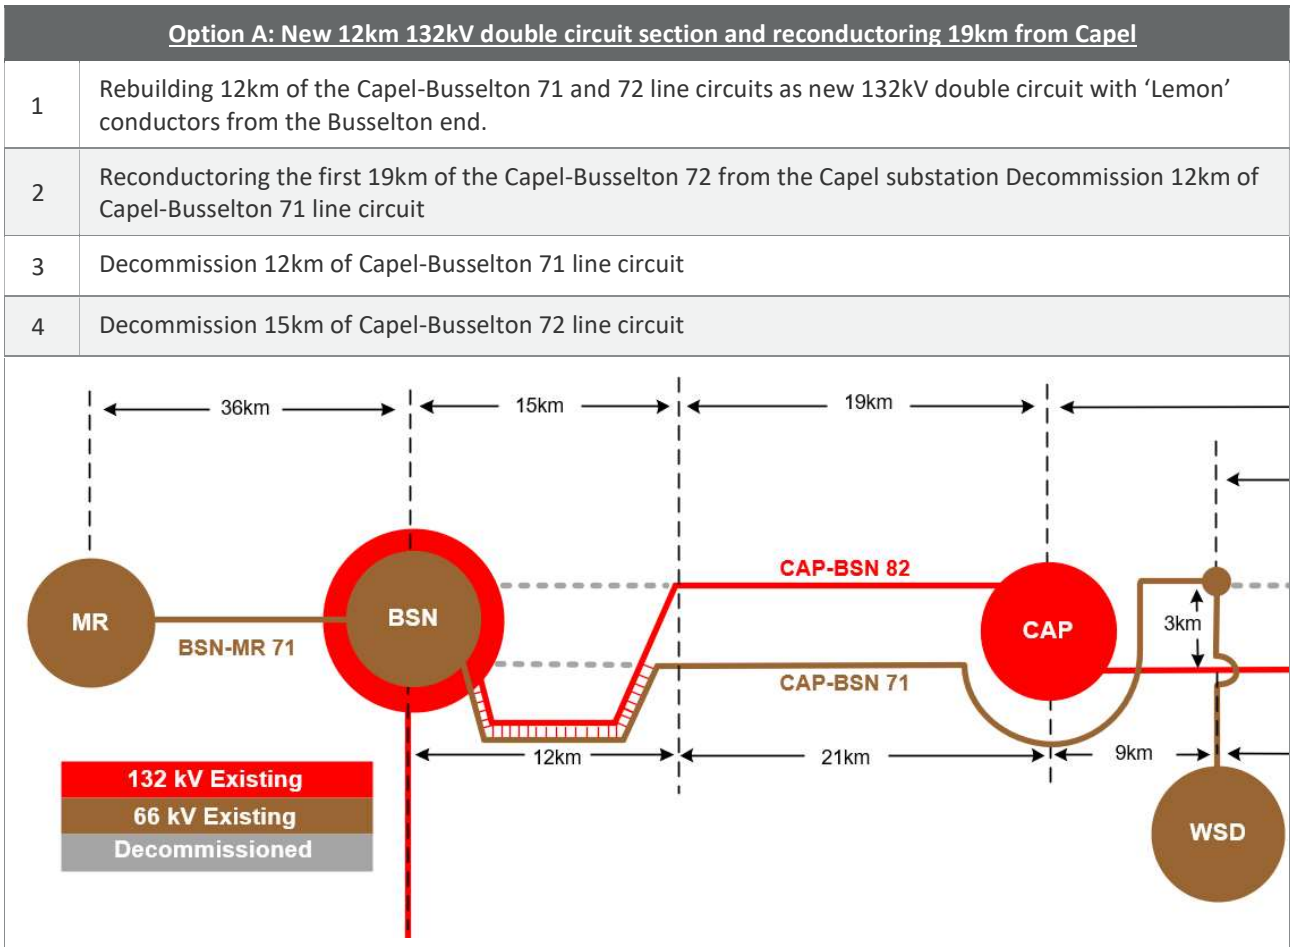 Option A: New 12km 132kV double circuit section and reconductoring 19km from Capel
1 Rebuilding 12km of the Capel-Busselton 71 and 72 line circuits as new 132kV double circuit with ‘Lemon’
conductors from the Busselton end.
2 Reconductoring the first 19km of the Capel-Busselton 72 from the Capel substation Decommission 12km of
Capel-Busselton 71 line circuit
3 Decommission 12km of Capel-Busselton 71 line circuit
4 Decommission 15km of Capel-Busselton 72 line circuit
36km 15km 19km
CAP-BSN 82
MR BSN CAP 3km
BSN-MR 71
CAP-BSN 71
12km 21km 9km
132 kV Existing
66 kV Existing
WSD
Decommissioned